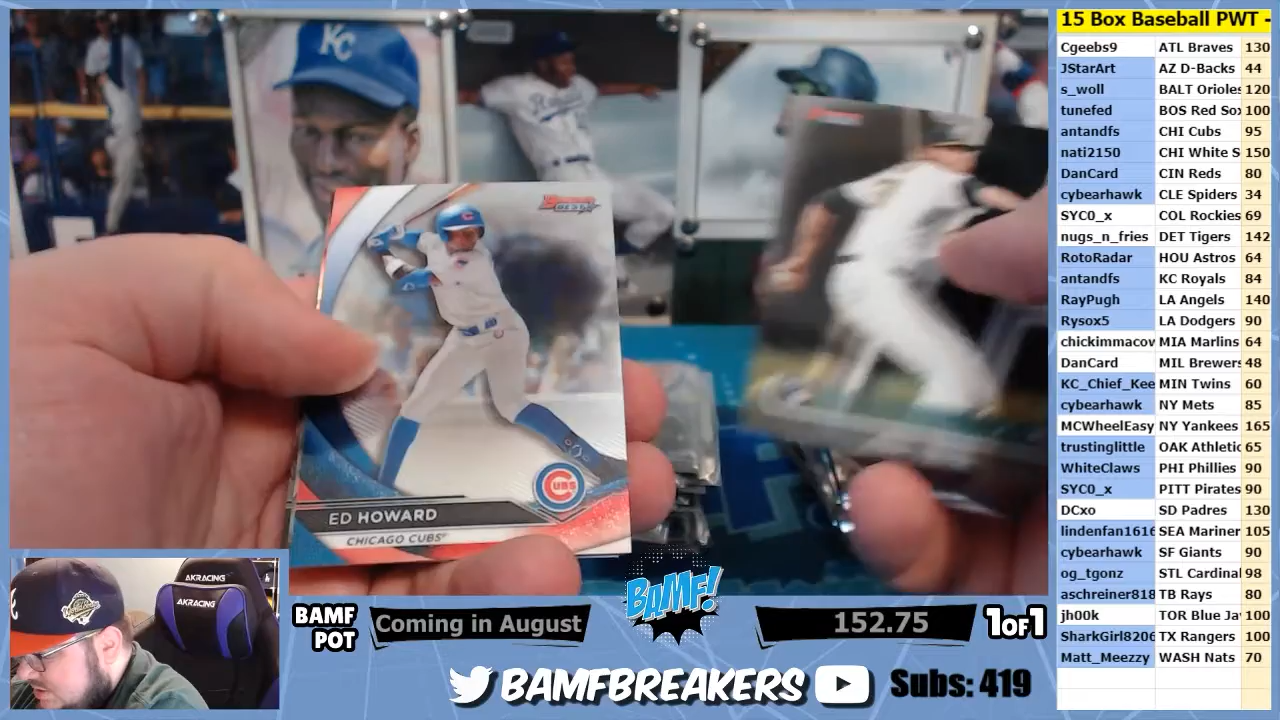 15 Box Baseball PWT -
Cgeebs9 ATL Braves 130
JStarArt AZ D-Backs 44
s_woll BALT Orioles 120
tunefed BOS Red Sox 100
antandfs CHI Cubs 95
nati2150 CHI White S 150
DanCard CIN Reds 80
cybearhawk CLE Spiders 34
SYC0_x COL Rockies 69
nugs_n_fries DET Tigers 142
RotoRadar HOU Astros 64
antandfs KC Royals 84
RayPugh LA Angels 140
Rysox5 LA Dodgers 90
chickimmacow MIA Marlins 64
DanCard MIL Brewers 48
KC_Chief_Kee MIN Twins 60
cybearhawk NY Mets 85
MCWheelEasy NY Yankees 165
trustinglittle OAK Athletic 65
WhiteClaws PHI Phillies 90
SYC0_x PITT Pirates 90
DCxo SD Padres 130
lindenfan1616 SEA Mariner 105
cybearhawk SF Giants 90
og_tgonz STL Cardinal 98
aschreiner818 TB Rays 80
jh00k TOR Blue Ja 100
SharkGirl8206 TX Rangers 100
Matt_Meezzy WASH Nats 70
KC
BOWMAN'S BEST
C
CUBS
ED HOWARD
CHICAGO CUBS
AKRACING
AKRACING
BAMF POT
Coming in August
BAMF!
152.75
1OF1
BAMFBREAKERS
Subs: 419